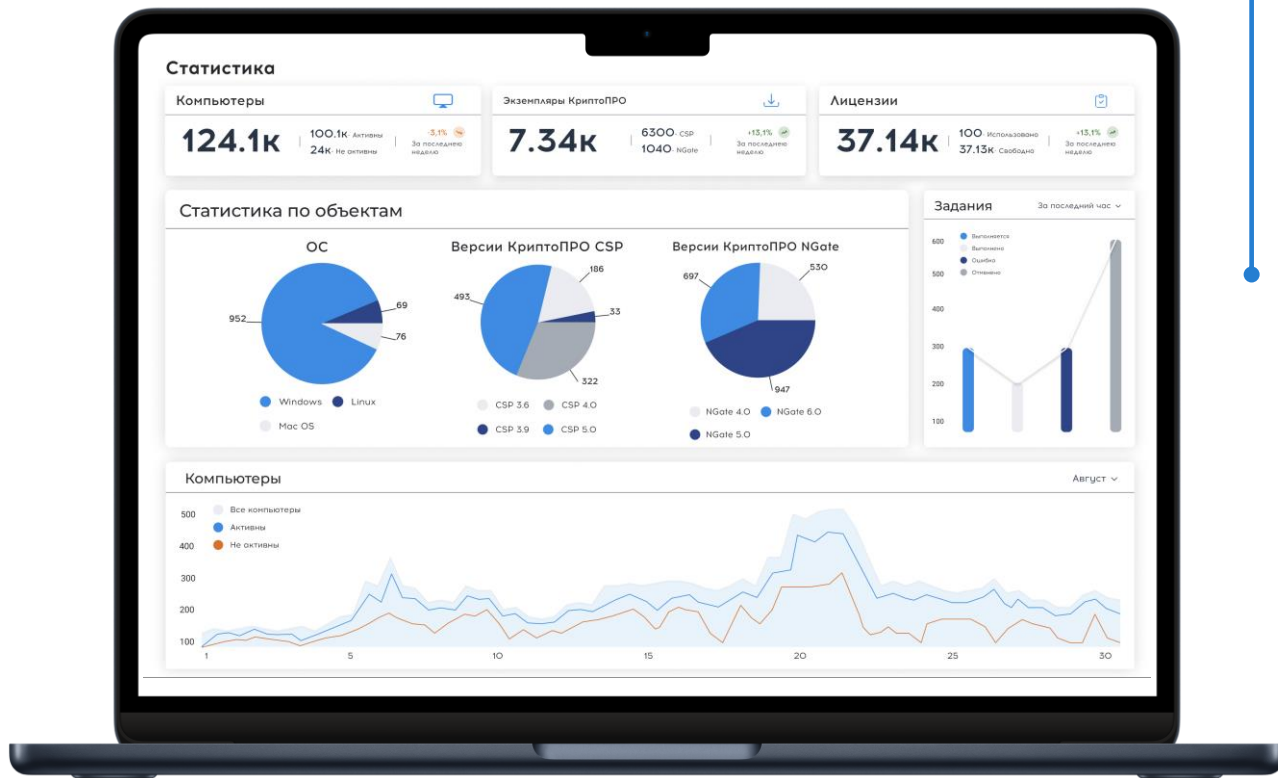 Статистика
Компьютеры
124.1к
100.1к· Активны
24к· Не активны
-3,1%
За последнею
неделю
Экземпляры КриптоПРО
7.34к
6300· CSP
1040· NGate
+13,1%
За последнею
неделю
Лицензии
37.14к
100· Использовано
37.13к· Свободно
+13,1%
За последнею
неделю
Статистика по объектам
ОС
952
69
76
Windows Linux
Mac OS
Версии КриптоПРО CSP
186
493
33
322
CSP 3.6 CSP 4.0
CSP 3.9 CSP 5.0
Версии КриптоПРО NGate
697
530
947
NGate 4.0 NGate 6.0
NGate 5.0
Задания За последний час
Выполняется
Выполнено
Ошибка
Отменено
600
500
400
300
200
100
Компьютеры Август
Все компьютеры
Активны
Не активны
500
400
300
200
100
1 5 10 15 20 25 30